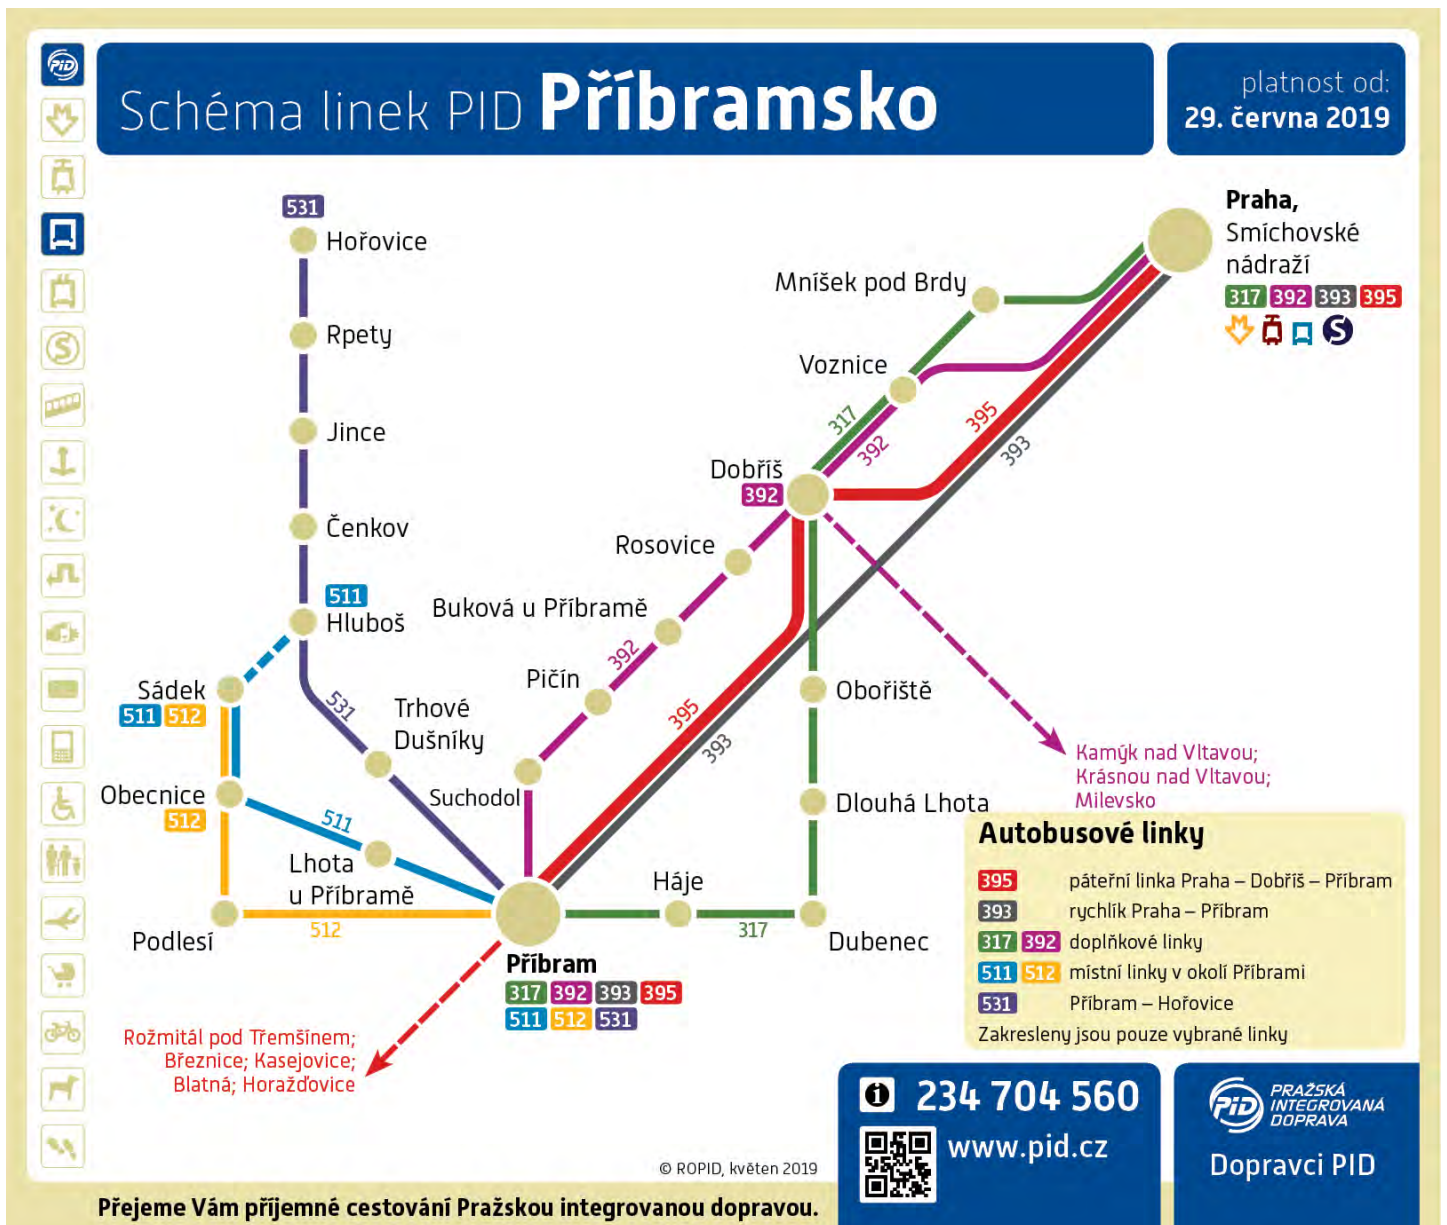 PiD
Schéma linek PID Příbramsko
platnost od:
29. června 2019
531
Hořovice
Rpety
Jince
Čenkov
511
Hluboš
Sádek
511 512
531
Trhové
Dušníky
Obecnice
512
511
Lhota
u Příbramě
Podlesí
512
Praha,
Smíchovské
nádraží
317 392 393 395
S
Mníšek pod Brdy
Voznice
317
392
395
393
Dobříš
392
Rosovice
Buková u Příbramě
392
Pičín
Suchodol
395
393
Obořiště
Dlouhá Lhota
Háje
317
Dubenec
Kamýk nad Vltavou;
Krásnou nad Vltavou;
Milevsko
Příbram
317 392 393 395
511 512 531
Rožmitál pod Třemšínem;
Březnice; Kasejovice;
Blatná; Horažďovice
Autobusové linky
395 páteřní linka Praha – Dobříš – Příbram
393 rychlík Praha – Příbram
317 392 doplňkové linky
511 512 místní linky v okolí Příbrami
531 Příbram – Hořovice
Zakresleny jsou pouze vybrané linky
234 704 560
www.pid.cz
PiD PRAŽSKÁ
INTEGROVANÁ
DOPRAVA
Dopravci PID
© ROPID, květen 2019
Přejeme Vám příjemné cestování Pražskou integrovanou dopravou.